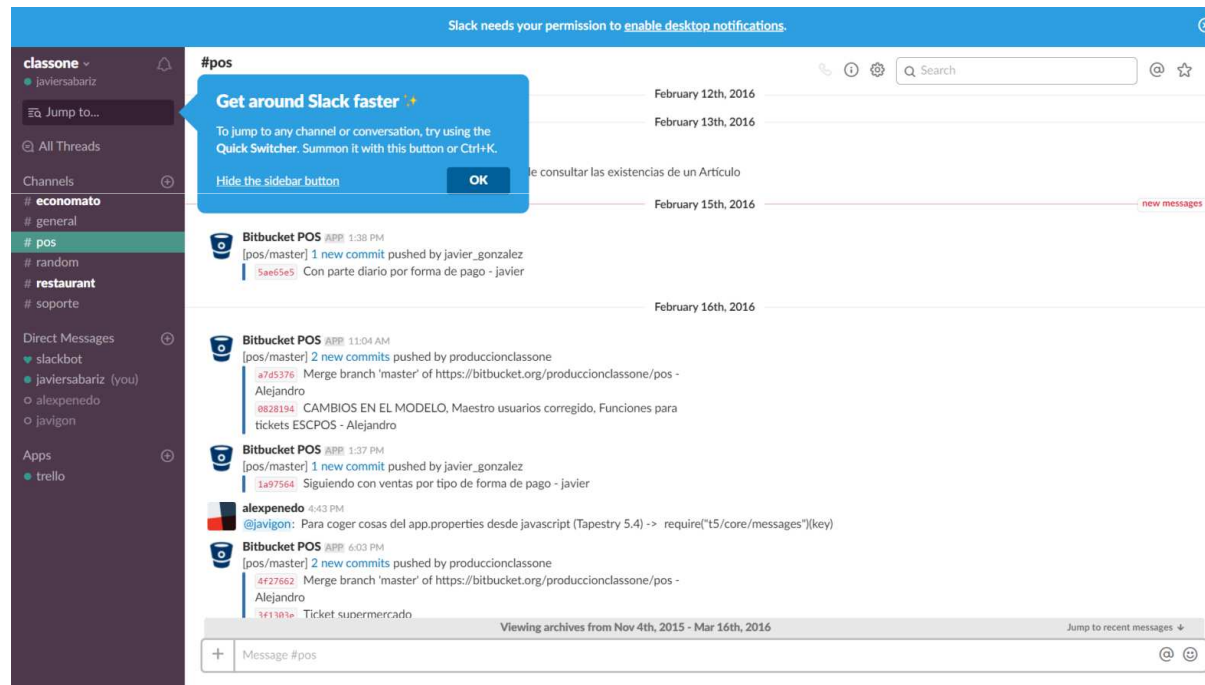 Slack needs your permission to enable desktop notifications.
classone
javiersabariz
Jump to...
All Threads
Channels
# economato
# general
# pos
# random
# restaurant
# soporte
Direct Messages
slackbot
javiersabariz (you)
alexpenedo
javigon
Apps
trello
#pos
Search
Get around Slack faster
To jump to any channel or conversation, try using the
Quick Switcher. Summon it with this button or Ctrl+K.
Hide the sidebar button
OK
February 12th, 2016
February 13th, 2016
consultar las existencias de un Artículo
February 15th, 2016
new messages
Bitbucket POS APP 1:38 PM
[pos/master] 1 new commit pushed by javier_gonzalez
5ae65e5 Con parte diario por forma de pago - javier
February 16th, 2016
Bitbucket POS APP 11:04 AM
[pos/master] 2 new commits pushed by produccionclassone
a7d5376 Merge branch 'master' of https://bitbucket.org/produccionclassone/pos -
Alejandro
0828194 CAMBIOS EN EL MODELO, Maestro usuarios corregido, Funciones para
tickets ESCPOS - Alejandro
Bitbucket POS APP 1:37 PM
[pos/master] 1 new commit pushed by javier_gonzalez
1a97564 Siguiendo con ventas por tipo de forma de pago - javier
alexpenedo 4:43 PM
@javigon: Para coger cosas del app.properties desde javascript (Tapestry 5.4) -> require("t5/core/messages")(key)
Bitbucket POS APP 6:03 PM
[pos/master] 2 new commits pushed by produccionclassone
4f27662 Merge branch 'master' of https://bitbucket.org/produccionclassone/pos -
Alejandro
3f1303e Ticket supermercado
Viewing archives from Nov 4th, 2015 - Mar 16th, 2016
Jump to recent messages
Message #pos